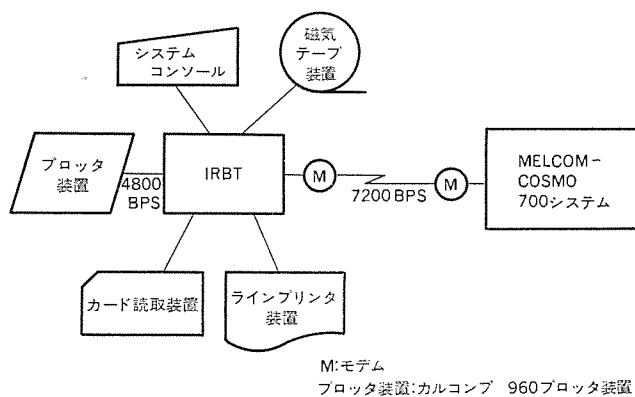 システム
コンソール
磁気
テープ
装置
プロッタ
装置
4800
BPS
IRBT
M
7200BPS
M
MELCOM−
COSMO
700システム
カード読取装置
ラインプリンタ
装置
M:モデム
プロッタ装置:カルコンプ 960プロッタ装置